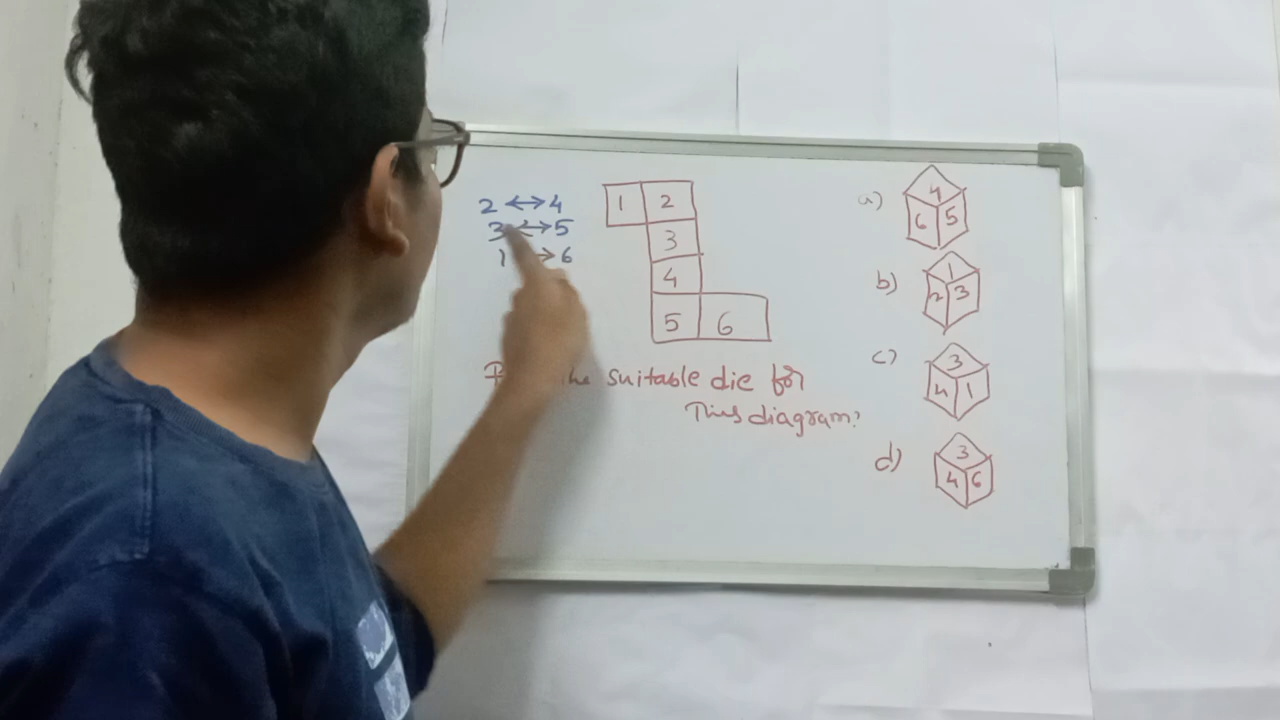 2 ↔ 4
3 ↔ 5
1 → 6
1 2
3
4
5 6
the suitable die for
This diagram?
a) 4 6 5
b) 1 2 3
c) 3 4 1
d) 3 4 6